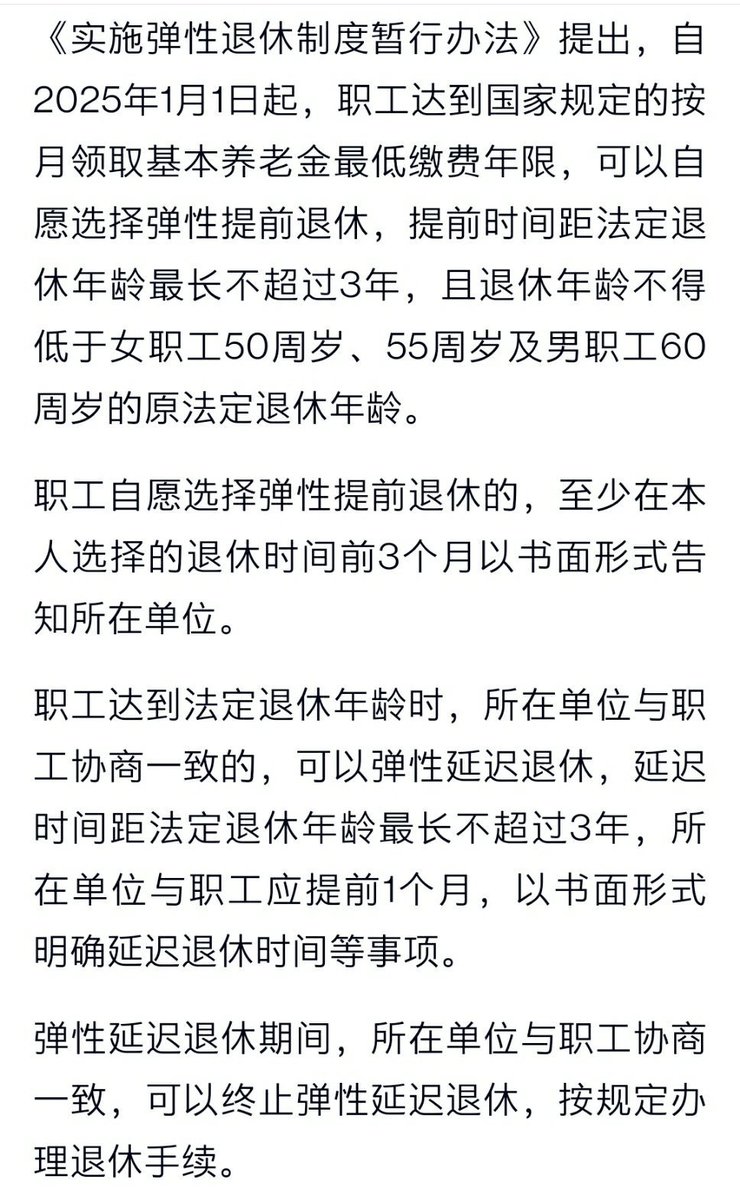 《实施弹性退休制度暂行办法》提出，自
2025年1月1日起，职工达到国家规定的按
月领取基本养老金最低缴费年限，可以自
愿选择弹性提前退休，提前时间距法定退
休年龄最长不超过3年，且退休年龄不得
低于女职工50周岁、55周岁及男职工60
周岁的原法定退休年龄。
职工自愿选择弹性提前退休的，至少在本
人选择的退休时间前3个月以书面形式告
知所在单位。
职工达到法定退休年龄时，所在单位与职
工协商一致的，可以弹性延迟退休，延迟
时间距法定退休年龄最长不超过3年，所
在单位与职工应提前1个月，以书面形式
明确延迟退休时间等事项。
弹性延迟退休期间，所在单位与职工协商
一致，可以终止弹性延迟退休，按规定办
理退休手续。